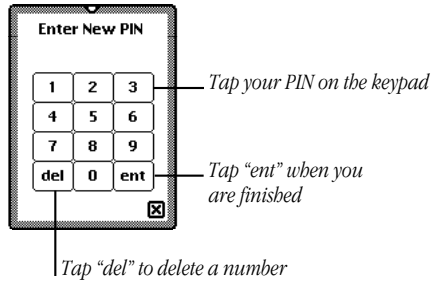 Enter New PIN
1 2 3
Tap your PIN on the keypad
4 5 6
7 8 9
del 0 ent
Tap “ent” when you
are finished
Tap “del” to delete a number